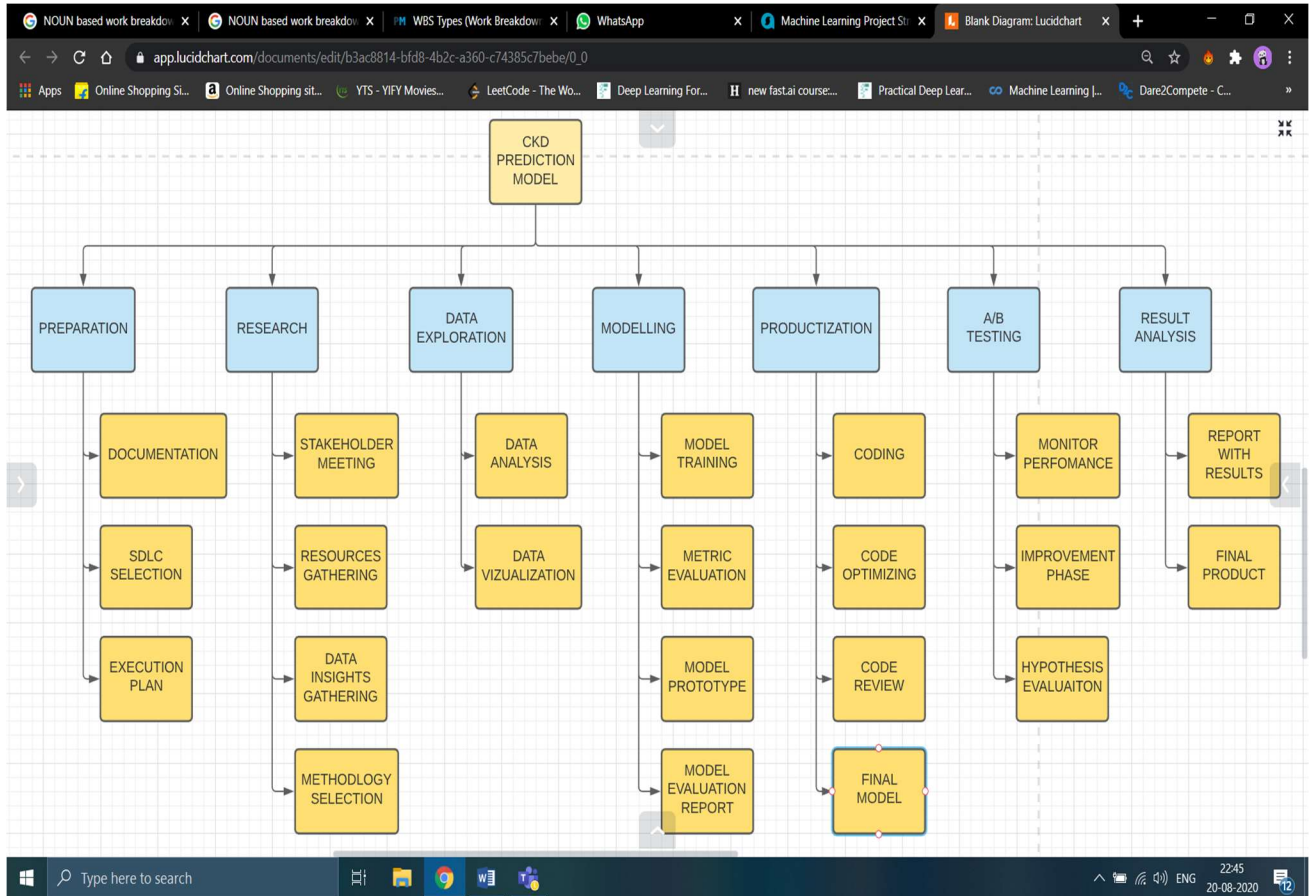 NOUN based work breakdow
NOUN based work breakdow
PM WBS Types (Work Breakdowr
WhatsApp
Machine Learning Project Str
Blank Diagram: Lucidchart
app.lucidchart.com/documents/edit/b3ac8814-bfd8-4b2c-a360-c74385c7bebe/0_0
Apps
Online Shopping Si...
Online Shopping sit...
YTS - YIFY Movies...
LeetCode - The Wo...
Deep Learning For...
H new fast.ai course:...
Practical Deep Lear...
Machine Learning |...
Dare2Compete - C...
»
CKD
PREDICTION
MODEL
PREPARATION
RESEARCH
DATA
EXPLORATION
MODELLING
PRODUCTIZATION
A/B
TESTING
RESULT
ANALYSIS
DOCUMENTATION
STAKEHOLDER
MEETING
DATA
ANALYSIS
MODEL
TRAINING
CODING
MONITOR
PERFOMANCE
REPORT
WITH
RESULTS
SDLC
SELECTION
RESOURCES
GATHERING
DATA
VIZUALIZATION
METRIC
EVALUATION
CODE
OPTIMIZING
IMPROVEMENT
PHASE
FINAL
PRODUCT
EXECUTION
PLAN
DATA
INSIGHTS
GATHERING
MODEL
PROTOTYPE
CODE
REVIEW
HYPOTHESIS
EVALUAITON
METHODLOGY
SELECTION
MODEL
EVALUATION
REPORT
FINAL
MODEL
Type here to search
ENG
22:45
20-08-2020
12